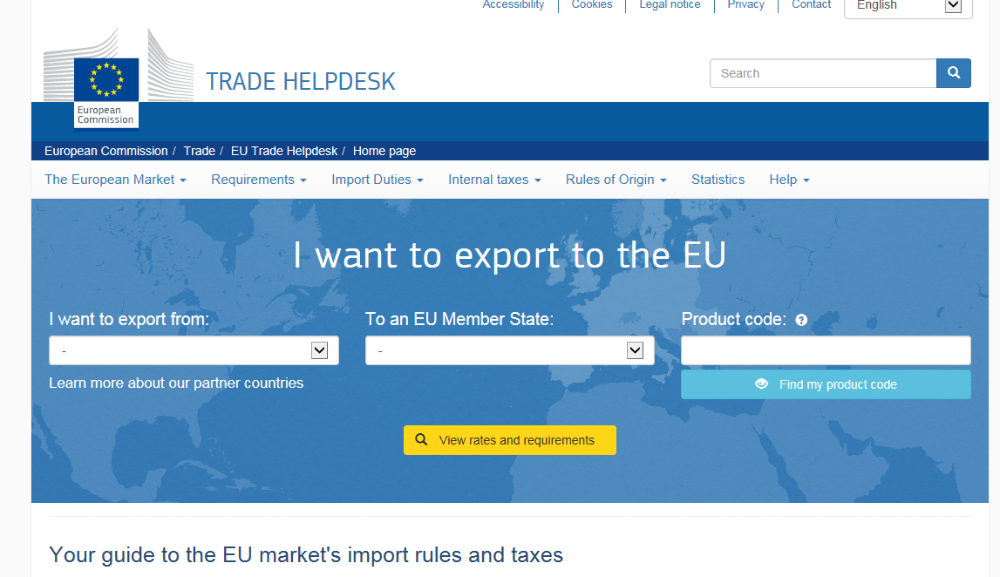 Accessibility Cookies Legal notice Privacy Contact English
TRADE HELPDESK
Search
European
Commission
European Commission / Trade / EU Trade Helpdesk / Home page
The European Market Requirements Import Duties Internal taxes Rules of Origin Statistics Help
I want to export to the EU
I want to export from: To an EU Member State: Product code: ?
- -
Learn more about our partner countries
Find my product code
View rates and requirements
Your guide to the EU market's import rules and taxes